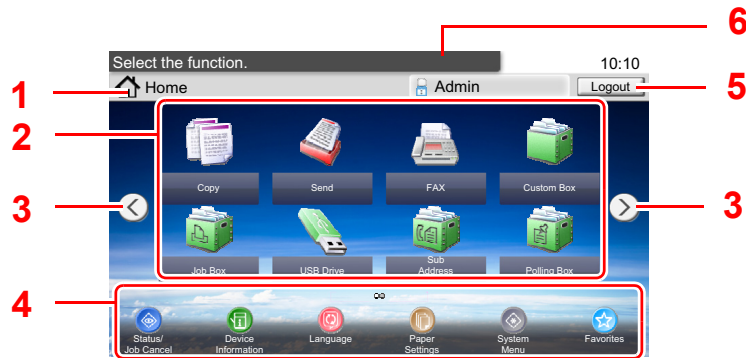 6
Select the function.
10:10
1
Home
Admin
Logout
5
2
Copy
Send
FAX
Custom Box
3
3
Job Box
USB Drive
Sub
Address
Polling Box
4
Status/
Job Cancel
Device
Information
Language
Paper
Settings
System
Menu
Favorites